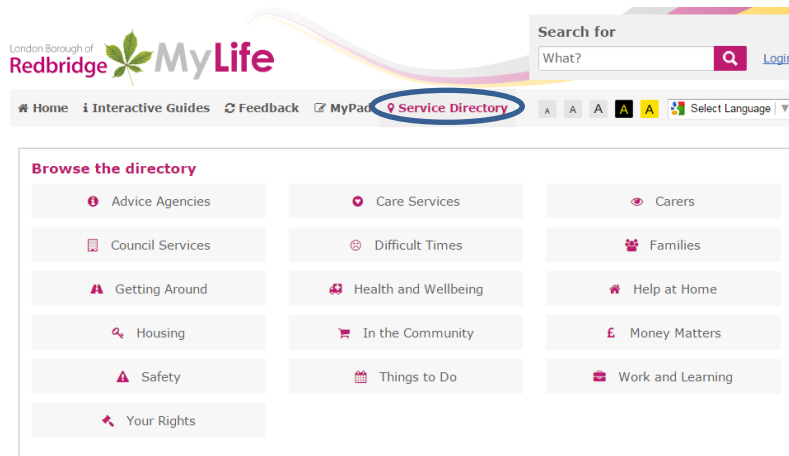 Search for
London Borough of
Redbridge
My Life
What?
Login
Home Interactive Guides Feedback MyPad Service Directory
A A A A A Select Language
Browse the directory
Advice Agencies Care Services Carers
Council Services Difficult Times Families
Getting Around Health and Wellbeing Help at Home
Housing In the Community £ Money Matters
Safety Things to Do Work and Learning
Your Rights